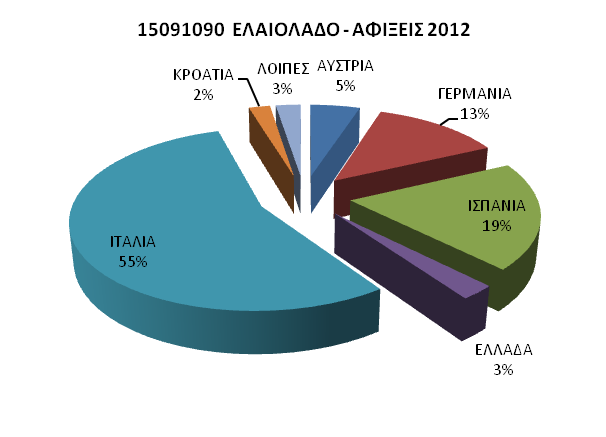 15091090 ΕΛΑΙΟΛΑΔΟ - ΑΦΙΞΕΙΣ 2012
ΑΥΣΤΡΙΑ
5%
ΓΕΡΜΑΝΙΑ
13%
ΙΣΠΑΝΙΑ
19%
ΕΛΛΑΔΑ
3%
ΙΤΑΛΙΑ
55%
ΚΡΟΑΤΙΑ
2%
ΛΟΙΠΕΣ
3%